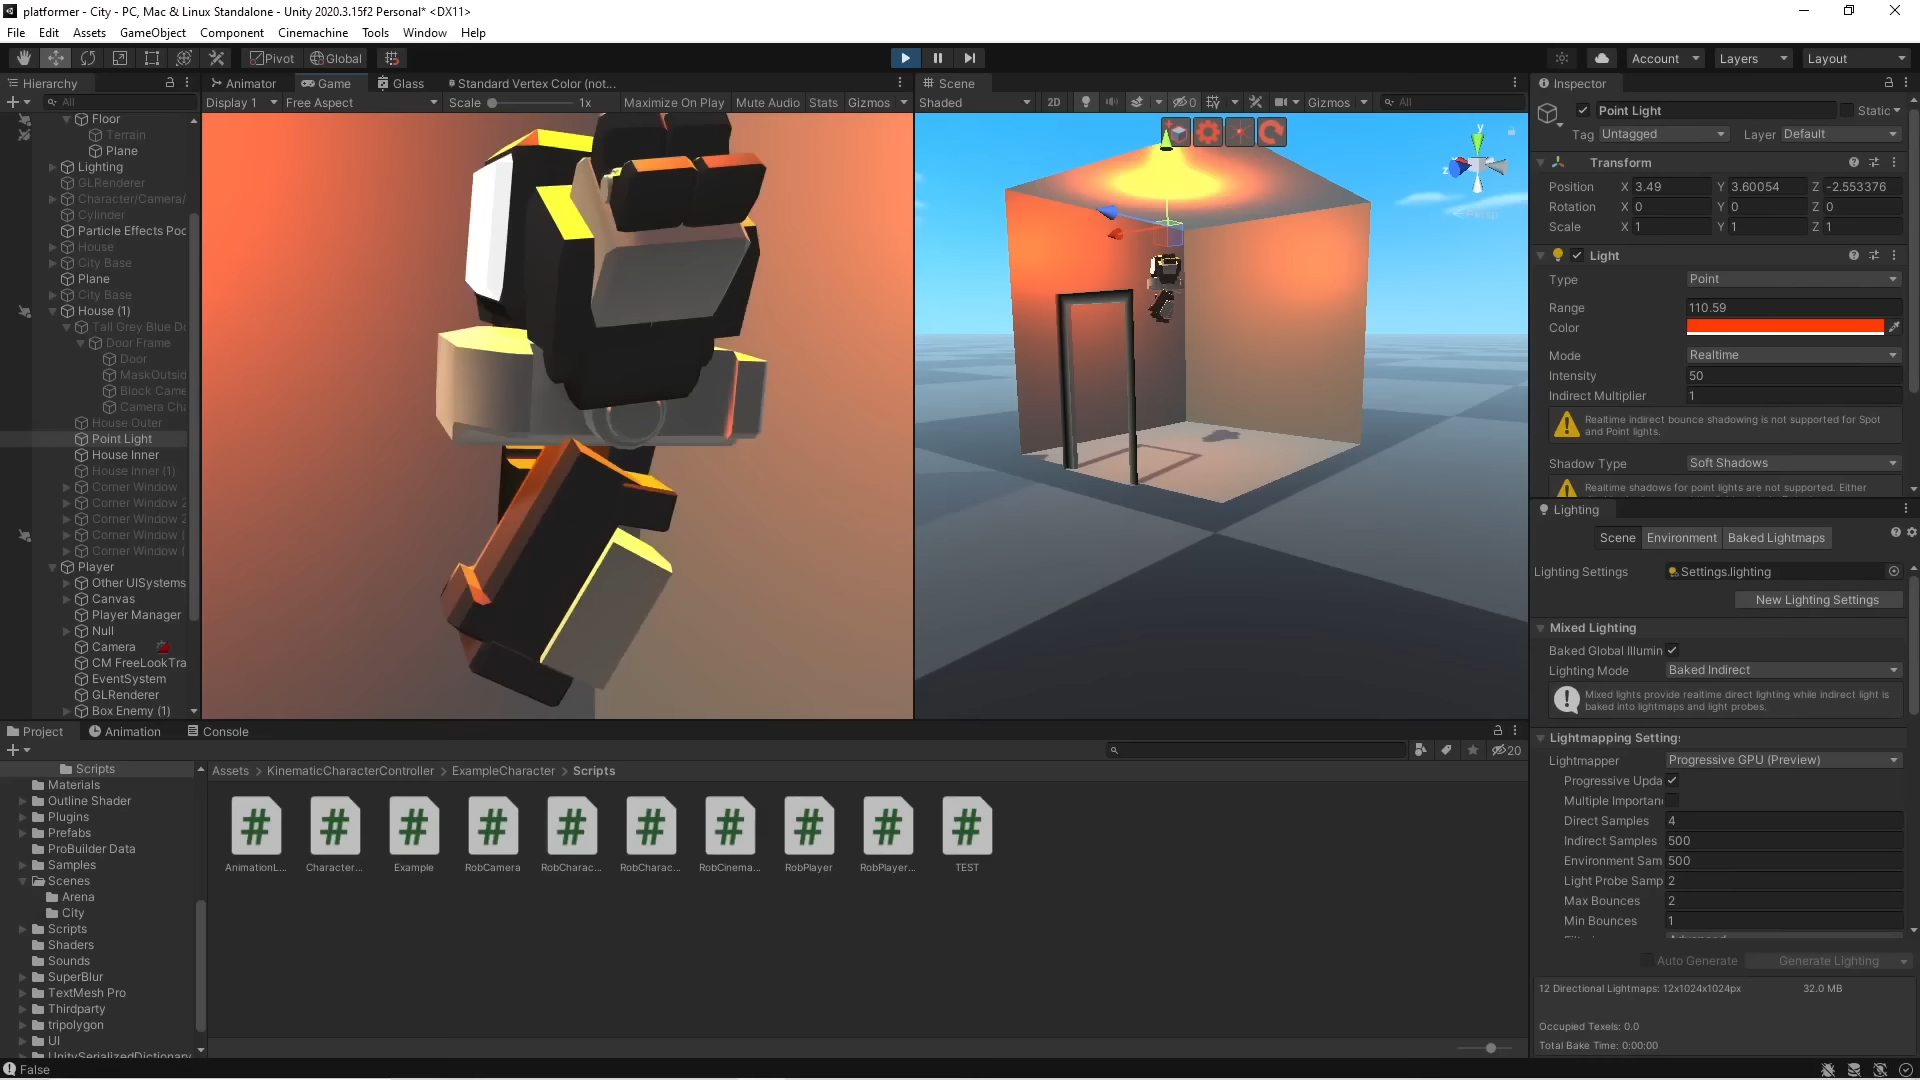 platformer - City - PC, Mac & Linux Standalone - Unity 2020.3.15f2 Personal* <DX11>
File Edit Assets GameObject Component Cinemachine Tools Window Help
Pivot Global Account Layers Layout
Hierarchy
All
Floor
Terrain
Plane
Lighting
GLRenderer
Character/Camera/
Cylinder
Particle Effects Poo
House
City Base
Plane
City Base
House (1)
Tall Grey Blue Do
Door Frame
Door
MaskOutsid
Block Came
Camera Cha
House Outer
Point Light
House Inner
House Inner (1)
Corner Window
Corner Window 2
Corner Window 2
Corner Window (
Corner Window (
Player
Other UISystems
Canvas
Player Manager
Null
Camera
CM FreeLookTra
EventSystem
GLRenderer
Box Enemy (1)
Animator Game Glass Standard Vertex Color (not...
Display 1 Free Aspect Scale 1x Maximize On Play Mute Audio Stats Gizmos
Scene
Shaded 2D 0 Gizmos All
y
z
Persp
Inspector
Point Light Static
Tag Untagged Layer Default
Transform
Position X 3.49 Y 3.60054 Z -2.553376
Rotation X 0 Y 0 Z 0
Scale X 1 Y 1 Z 1
Light
Type Point
Range 110.59
Color
Mode Realtime
Intensity 50
Indirect Multiplier 1
Realtime indirect bounce shadowing is not supported for Spot
and Point lights.
Shadow Type Soft Shadows
Realtime shadows for point lights are not supported. Either
Lighting
Scene Environment Baked Lightmaps
Lighting Settings Settings.lighting
New Lighting Settings
Mixed Lighting
Baked Global Illumin
Lighting Mode Baked Indirect
Mixed lights provide realtime direct lighting while indirect light is
baked into lightmaps and light probes.
Lightmapping Setting:
Lightmapper Progressive GPU (Preview)
Progressive Upda
Multiple Importan
Direct Samples 4
Indirect Samples 500
Environment Sam 500
Light Probe Samp 2
Max Bounces 2
Min Bounces 1
Auto Generate Generate Lighting
12 Directional Lightmaps: 12x1024x1024px 32.0 MB
Occupied Texels: 0.0
Total Bake Time: 0:00:00
Project Animation Console
20
Scripts
Materials
Outline Shader
Plugins
Prefabs
ProBuilder Data
Samples
Scenes
Arena
City
Scripts
Shaders
Sounds
SuperBlur
TextMesh Pro
Thirdparty
tripolygon
UI
UnitySerializedDictionary
Assets > KinematicCharacterController > ExampleCharacter > Scripts
# # # # # # # # # #
AnimationL... Character... Example RobCamera RobCharac... RobCharac... RobCinema... RobPlayer RobPlayer... TEST
False